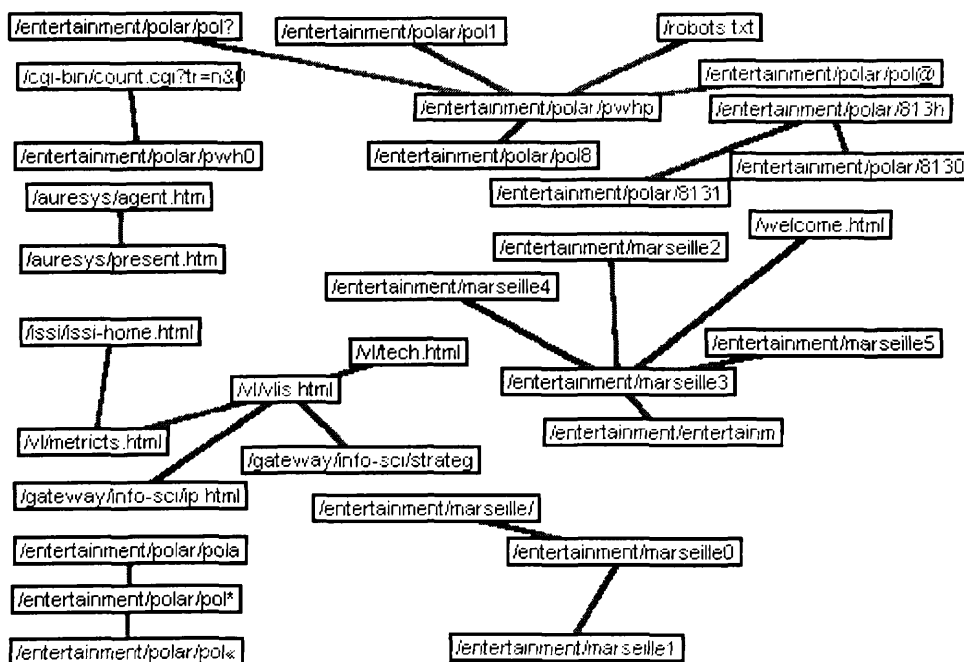 /entertainment/polar/pol?
/entertainment/polar/pol1
/robots txt
/cgi-bin/count.cgi?tr=n&0
/entertainment/polar/pol@
/entertainment/polar/pwhp
/entertainment/polar/813h
/entertainment/polar/pwh0
/entertainment/polar/pol8
/entertainment/polar/8130
/entertainment/polar/8131
/auresys/agent.htm
/welcome.html
/entertainment/marseille2
/auresys/present.htm
/entertainment/marseille4
/issi/issi-home.html
/vl/tech.html
/entertainment/marseille5
/vl/vlis html
/entertainment/marseille3
/vl/metricts.html
/entertainment/entertainm
/gateway/info-sci/strateg
/gateway/info-sci/ip html
/entertainment/marseille/
/entertainment/polar/pola
/entertainment/marseille0
/entertainment/polar/pol*
/entertainment/marseille1
/entertainment/polar/pol«